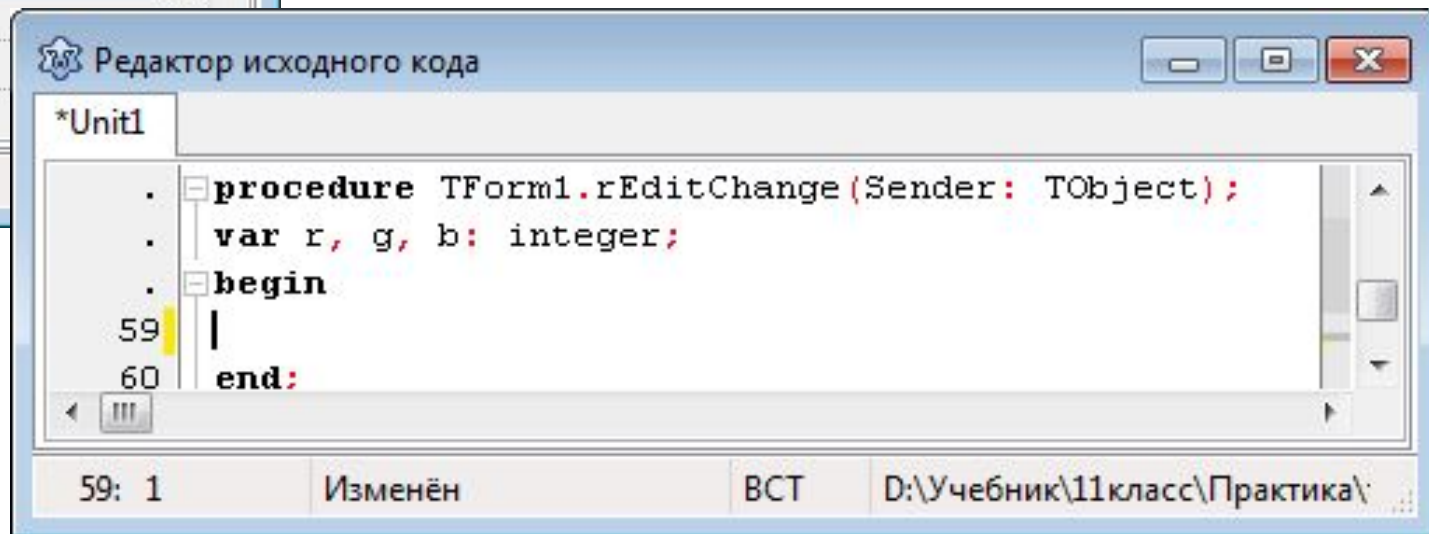 Редактор исходного кода
*Unit1
. procedure TForm1.rEditChange(Sender: TObject);
. var r, g, b: integer;
. begin
59
60 end;
59: 1 Изменён ВСТ D:\Учебник\11класс\Практика\